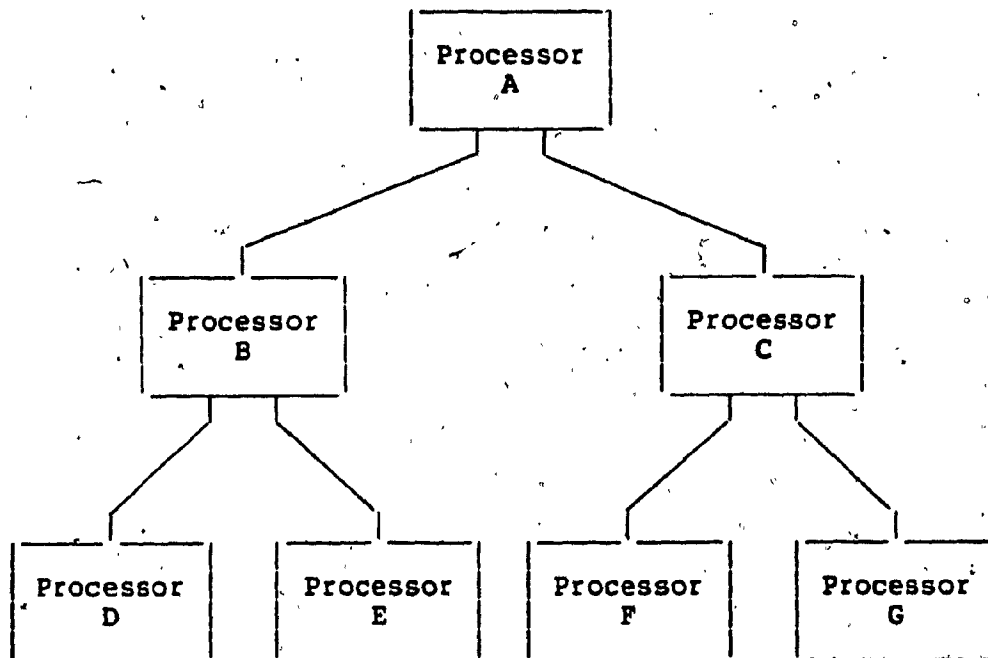 Processor
A
Processor
B
Processor
C
Processor
D
Processor
E
Processor
F
Processor
G